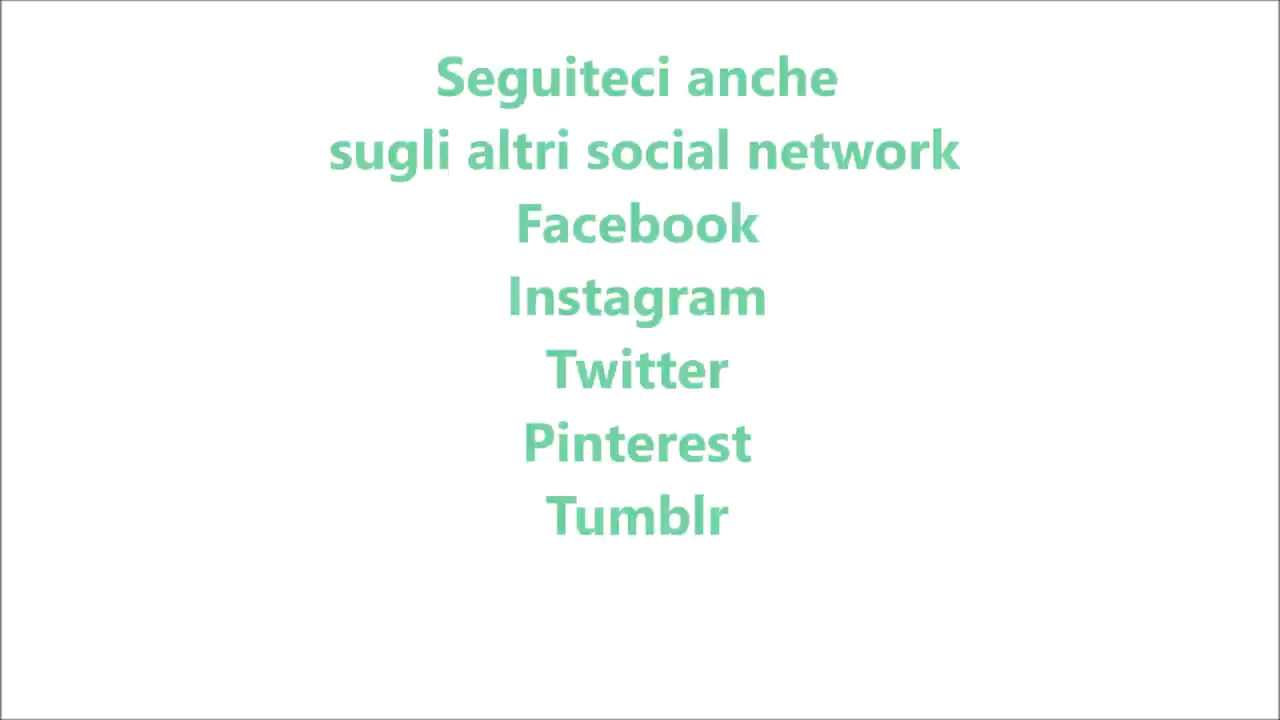 Seguiteci anche
sugli altri social network
Facebook
Instagram
Twitter
Pinterest
Tumblr